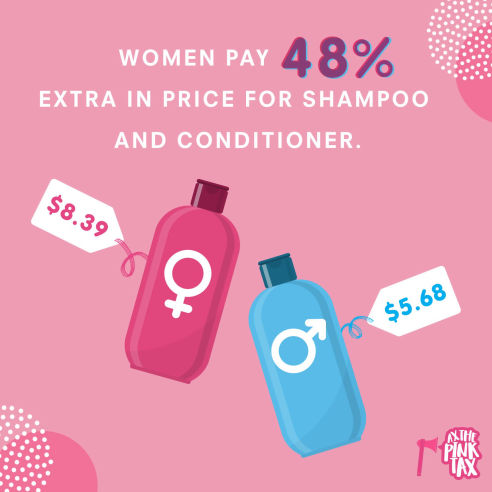 WOMEN PAY 48%
EXTRA IN PRICE FOR SHAMPOO
AND CONDITIONER.
$8.39
$5.68
AX THE
PINK
TAX